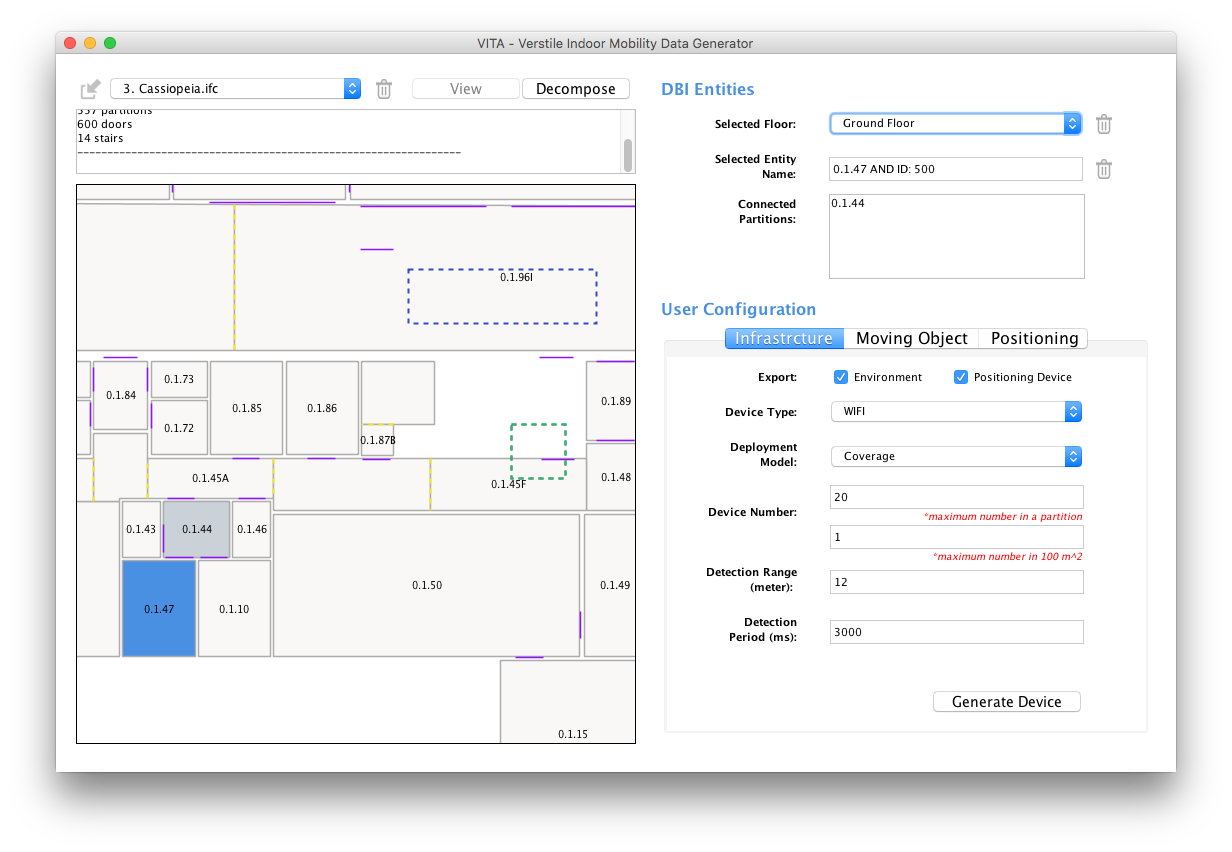 VITA - Verstile Indoor Mobility Data Generator
3. Cassiopeia.ifc
View
Decompose
partitions
600 doors
14 stairs
----------------------------------------------------------------
0.1.96I
0.1.84
0.1.73
0.1.72
0.1.85
0.1.86
0.1.87B
0.1.89
0.1.45A
0.1.45F
0.1.48
0.1.43
0.1.44
0.1.46
0.1.47
0.1.10
0.1.50
0.1.49
0.1.15
DBI Entities
Selected Floor:
Ground Floor
Selected Entity
Name:
0.1.47 AND ID: 500
Connected
Partitions:
0.1.44
User Configuration
Infrastrcture
Moving Object
Positioning
Export:
Environment
Positioning Device
Device Type:
WIFI
Deployment
Model:
Coverage
Device Number:
20
*maximum number in a partition
1
*maximum number in 100 m^2
Detection Range
(meter):
12
Detection
Period (ms):
3000
Generate Device